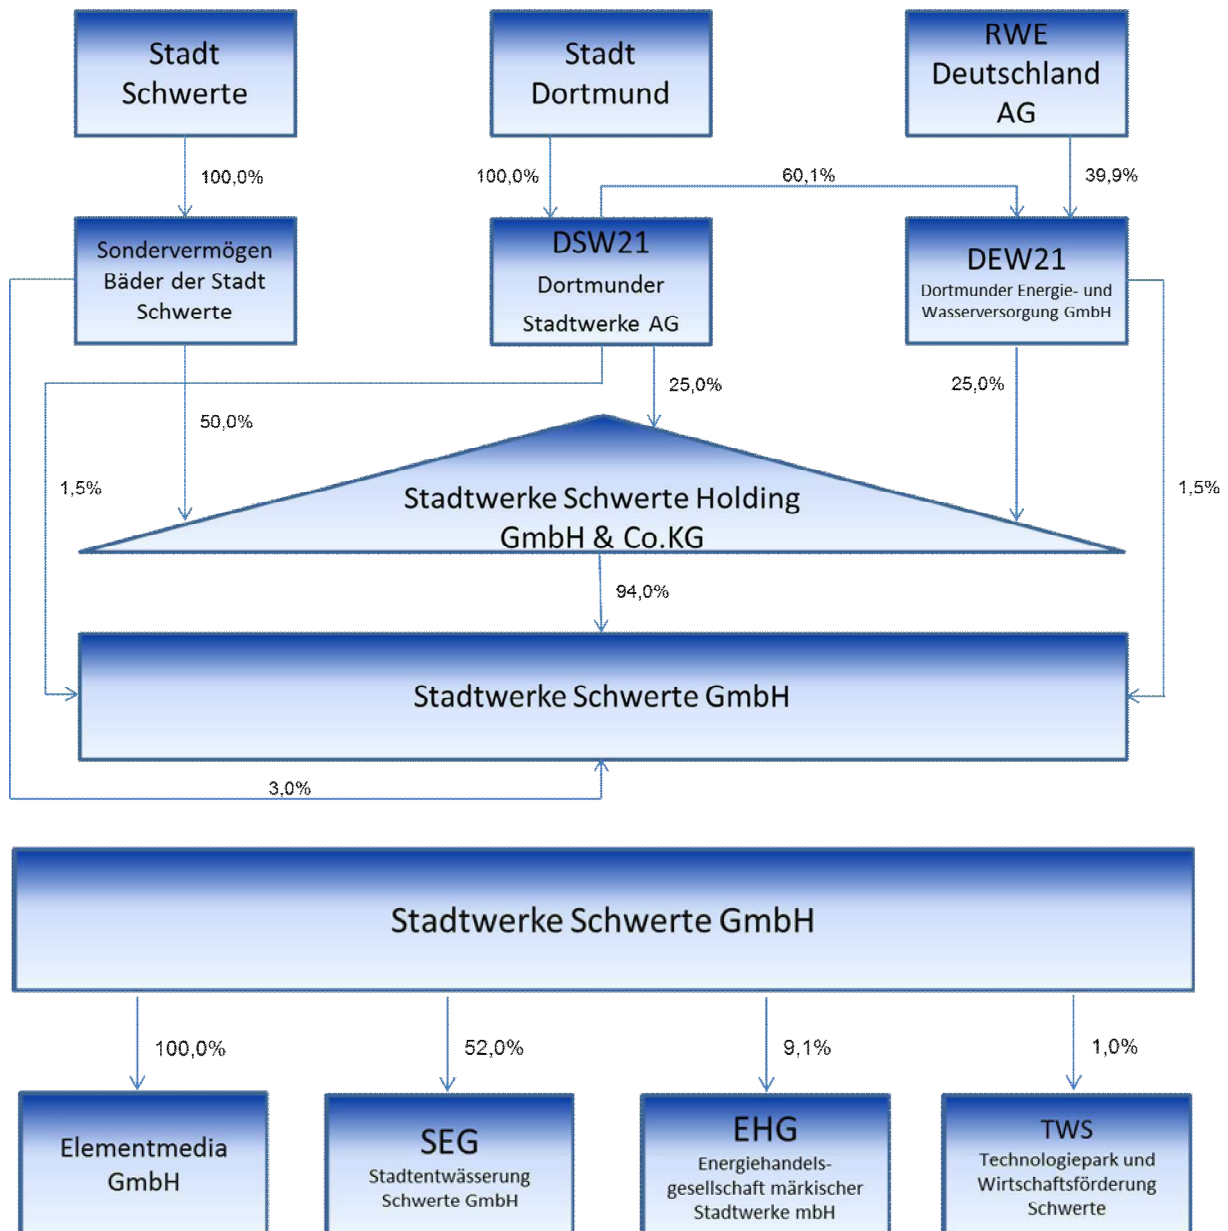 Stadt
Schwerte
Stadt
Dortmund
RWE
Deutschland
AG
100,0%
100,0%
60,1%
39,9%
Sondervermögen
Bäder der Stadt
Schwerte
DSW21
Dortmunder
Stadtwerke AG
DEW21
Dortmunder Energie- und
Wasserversorgung GmbH
50,0%
25,0%
25,0%
1,5%
1,5%
Stadtwerke Schwerte Holding
GmbH & Co.KG
94,0%
Stadtwerke Schwerte GmbH
3,0%
Stadtwerke Schwerte GmbH
100,0%
52,0%
9,1%
1,0%
Elementmedia
GmbH
SEG
Stadtentwässerung
Schwerte GmbH
EHG
Energiehandels-
gesellschaft märkischer
Stadtwerke mbH
TWS
Technologiepark und
Wirtschaftsförderung
Schwerte